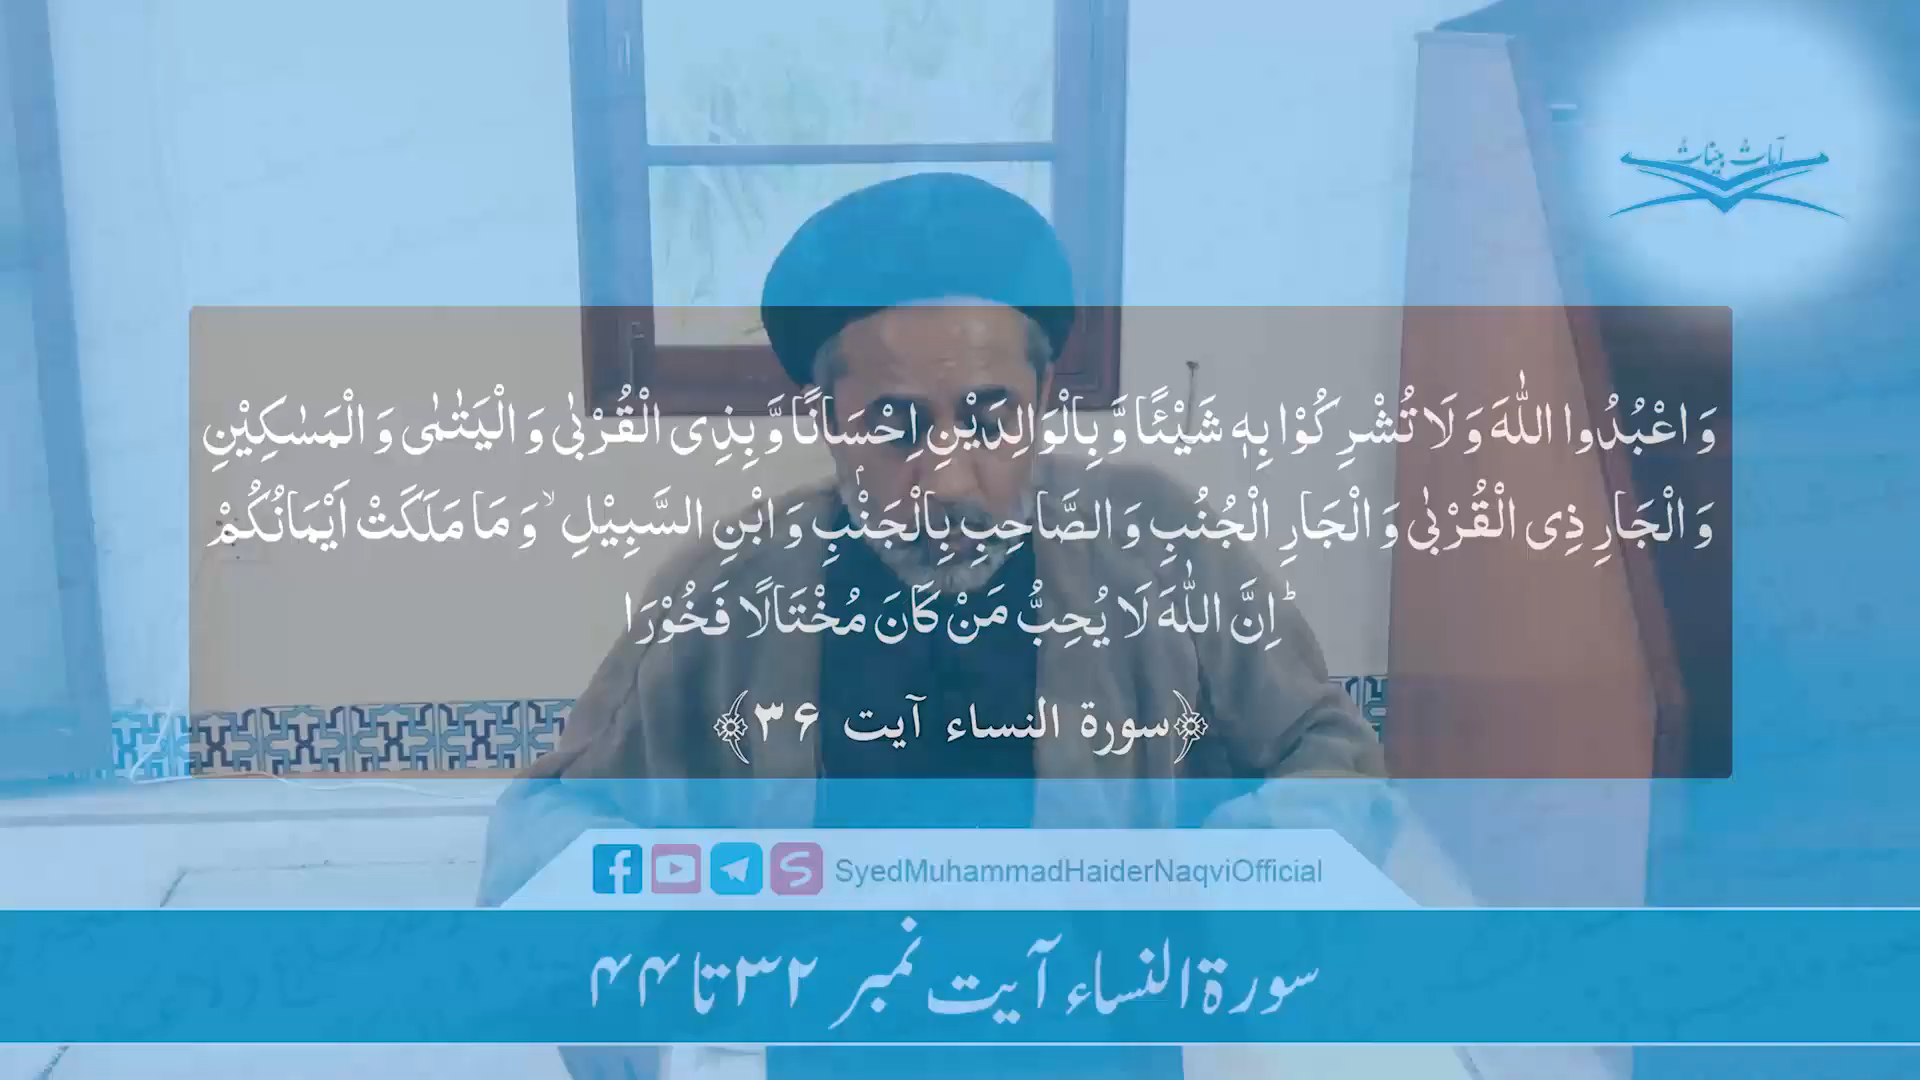 آیات بینات
وَ اعْبُدُوا اللّٰهَ وَ لَا تُشْرِكُوْا بِهٖ شَیْـًٔا وَّ بِالْوَالِدَیْنِ اِحْسَانًا وَّ بِذِی الْقُرْبٰى وَ الْیَتٰمٰى وَ الْمَسٰكِیْنِ
وَ الْجَارِ ذِی الْقُرْبٰى وَ الْجَارِ الْجُنُبِ وَ الصَّاحِبِ بِالْجَنْۢبِ وَ ابْنِ السَّبِیْلِۙ وَ مَا مَلَكَتْ اَیْمَانُكُمْ
ؕ اِنَّ اللّٰهَ لَا یُحِبُّ مَنْ كَانَ مُخْتَالًا فَخُوْرَا
﴿سورة النساء آیت ۳۶﴾
SyedMuhammadHaiderNaqviOfficial
سورۃ النساء آیت نمبر ۳۲ تا ۴۴